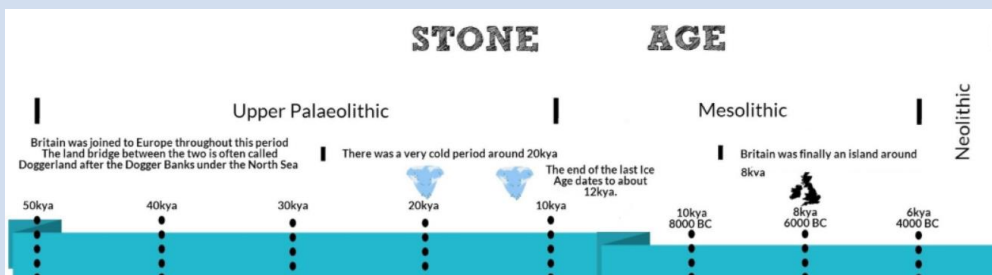 STONE AGE
Upper Palaeolithic
Mesolithic
Neolithic
Britain was joined to Europe throughout this period
The land bridge between the two is often called
Doggerland after the Dogger Banks under the North Sea
There was a very cold period around 20kya
The end of the last Ice
Age dates to about
12kya.
Britain was finally an island around
8kya
50kya
40kya
30kya
20kya
10kya
10kya
8000 BC
8kya
6000 BC
6kya
4000 BC